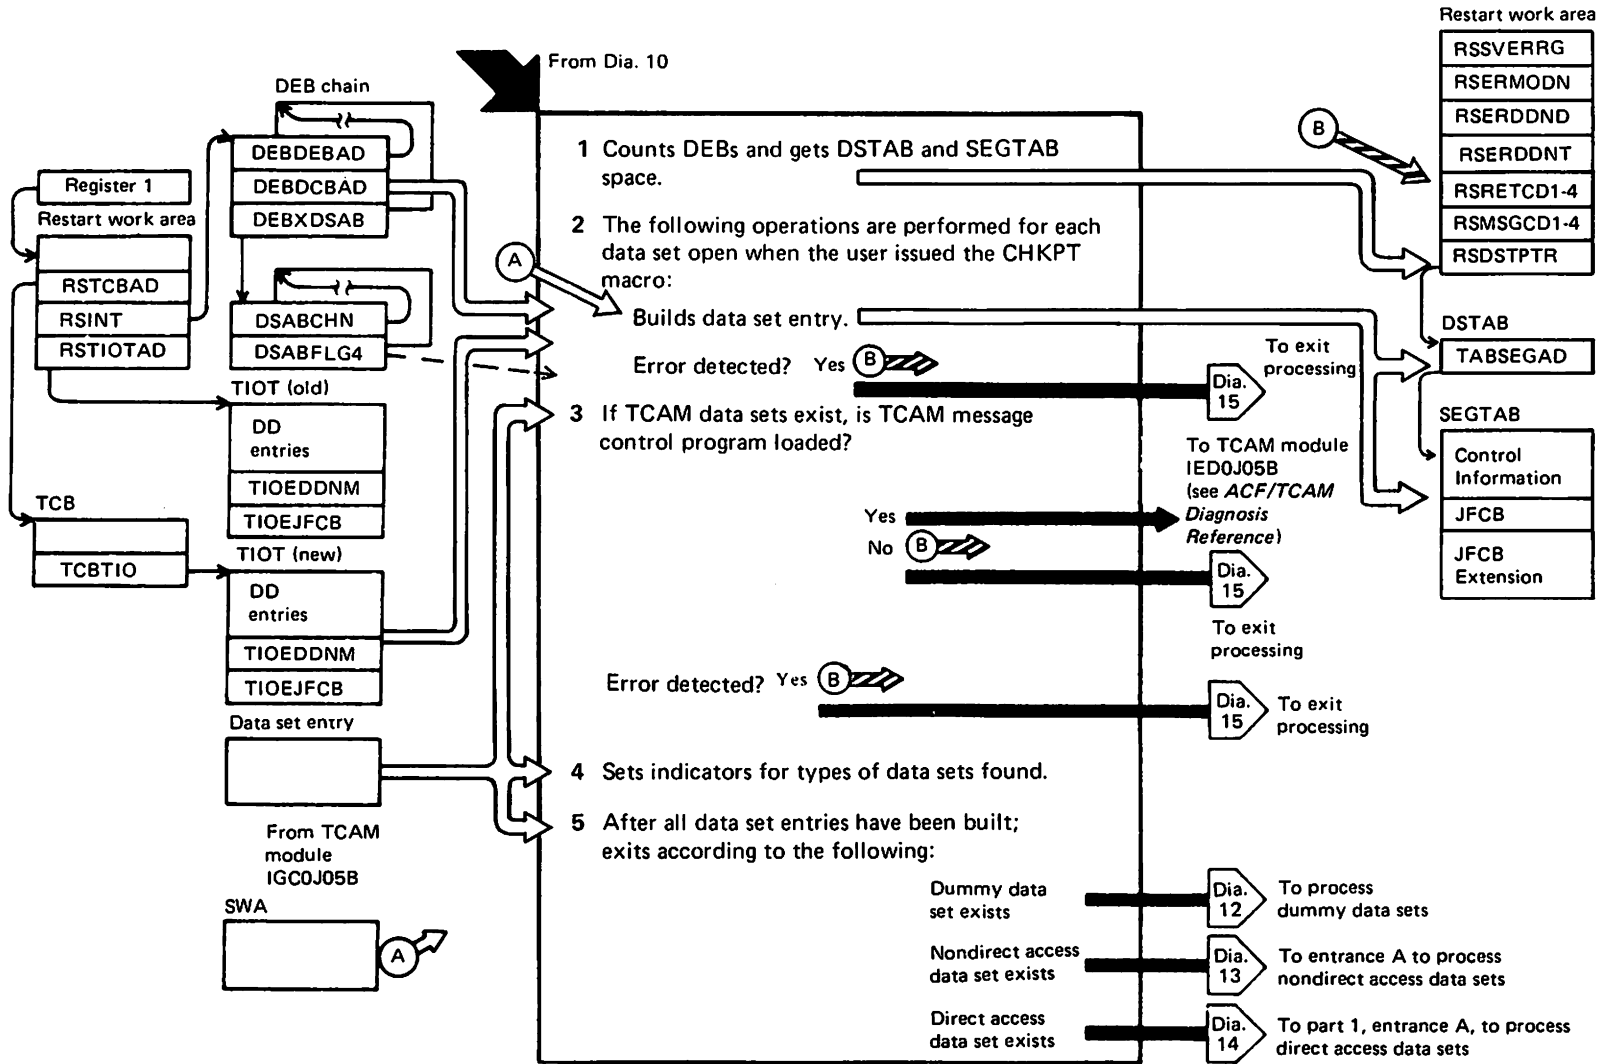 From Dia. 10
DEB chain
DEBDEBAD
DEBDCBAD
DEBXDSAB
Register 1
Restart work area
RSTCBAD
RSINT
RSTIOTAD
DSABCHN
DSABFLG4
TIOT (old)
DD
entries
TIOEDDNM
TIOEJFCB
TCB
TCBTIO
TIOT (new)
DD
entries
TIOEDDNM
TIOEJFCB
Data set entry
From TCAM
module
IGC0J05B
SWA
A
A
1 Counts DEBs and gets DSTAB and SEGTAB
space.
2 The following operations are performed for each
data set open when the user issued the CHKPT
macro:
Builds data set entry.
Error detected? Yes B
To exit
processing
Dia.
15
3 If TCAM data sets exist, is TCAM message
control program loaded?
To TCAM module
IED0J05B
(see ACF/TCAM
Diagnosis
Reference)
Yes
No B
Dia.
15
To exit
processing
Error detected? Yes B
Dia.
15
To exit
processing
4 Sets indicators for types of data sets found.
5 After all data set entries have been built;
exits according to the following:
Dummy data
set exists
Dia.
12
To process
dummy data sets
Nondirect access
data set exists
Dia.
13
To entrance A to process
nondirect access data sets
Direct access
data set exists
Dia.
14
To part 1, entrance A, to process
direct access data sets
Restart work area
RSSVERRG
RSERMODN
RSERDDND
RSERDDNT
RSRETCD1-4
RSMSGCD1-4
RSDSTPTR
B
DSTAB
TABSEGAD
SEGTAB
Control
Information
JFCB
JFCB
Extension